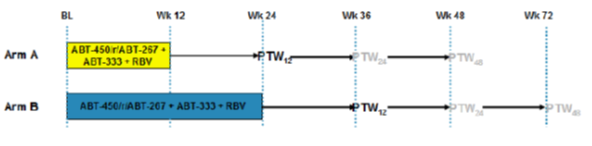 BL Wk 12 Wk 24 Wk 36 Wk 48 Wk 72
Arm A
ABT-450/r/ABT-267 +
ABT-333 + RBV
PTW12 PTW24 PTW48
Arm B
ABT-450/r/ABT-267 + ABT-333 + RBV
PTW12 PTW24 PTW48